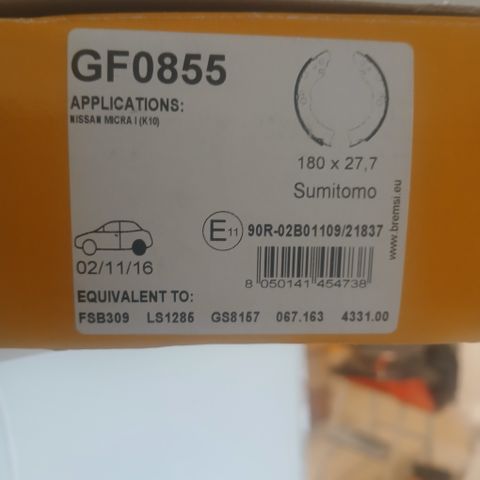 GF0855
APPLICATIONS:
NISSAN MICRA I (K10)
180 x 27,7
Sumitomo
E11 90R-02B01109/21837
www.bremsi.eu
02/11/16
8 050141 454738
EQUIVALENT TO:
FSB309 LS1285 GS8157 067.163 4331.00